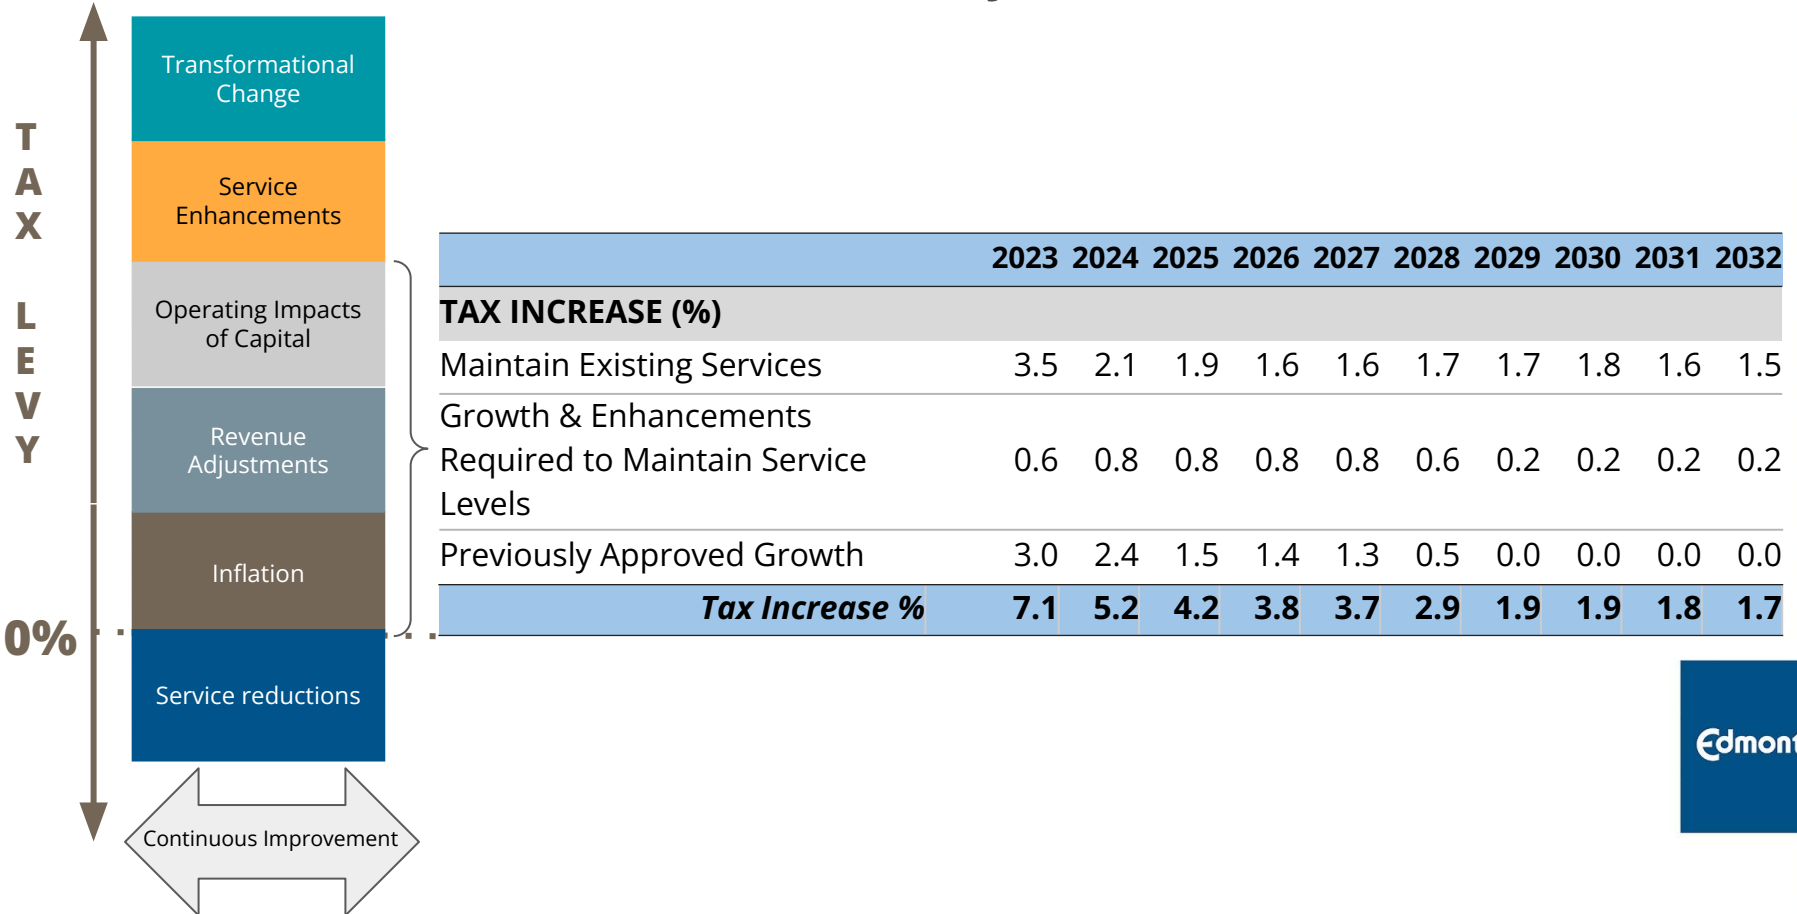 TAX LEVY
0%
Transformational
Change
Service
Enhancements
Operating Impacts
of Capital
Revenue
Adjustments
Inflation
Service reductions
Continuous Improvement
2023 2024 2025 2026 2027 2028 2029 2030 2031 2032
TAX INCREASE (%)
Maintain Existing Services 3.5 2.1 1.9 1.6 1.6 1.7 1.7 1.8 1.6 1.5
Growth & Enhancements
Required to Maintain Service 0.6 0.8 0.8 0.8 0.8 0.6 0.2 0.2 0.2 0.2
Levels
Previously Approved Growth 3.0 2.4 1.5 1.4 1.3 0.5 0.0 0.0 0.0 0.0
Tax Increase % 7.1 5.2 4.2 3.8 3.7 2.9 1.9 1.9 1.8 1.7
Edmont